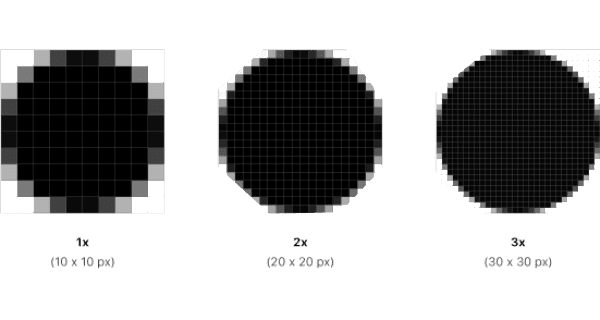 1x
(10 x 10 px)
2x
(20 x 20 px)
3x
(30 x 30 px)